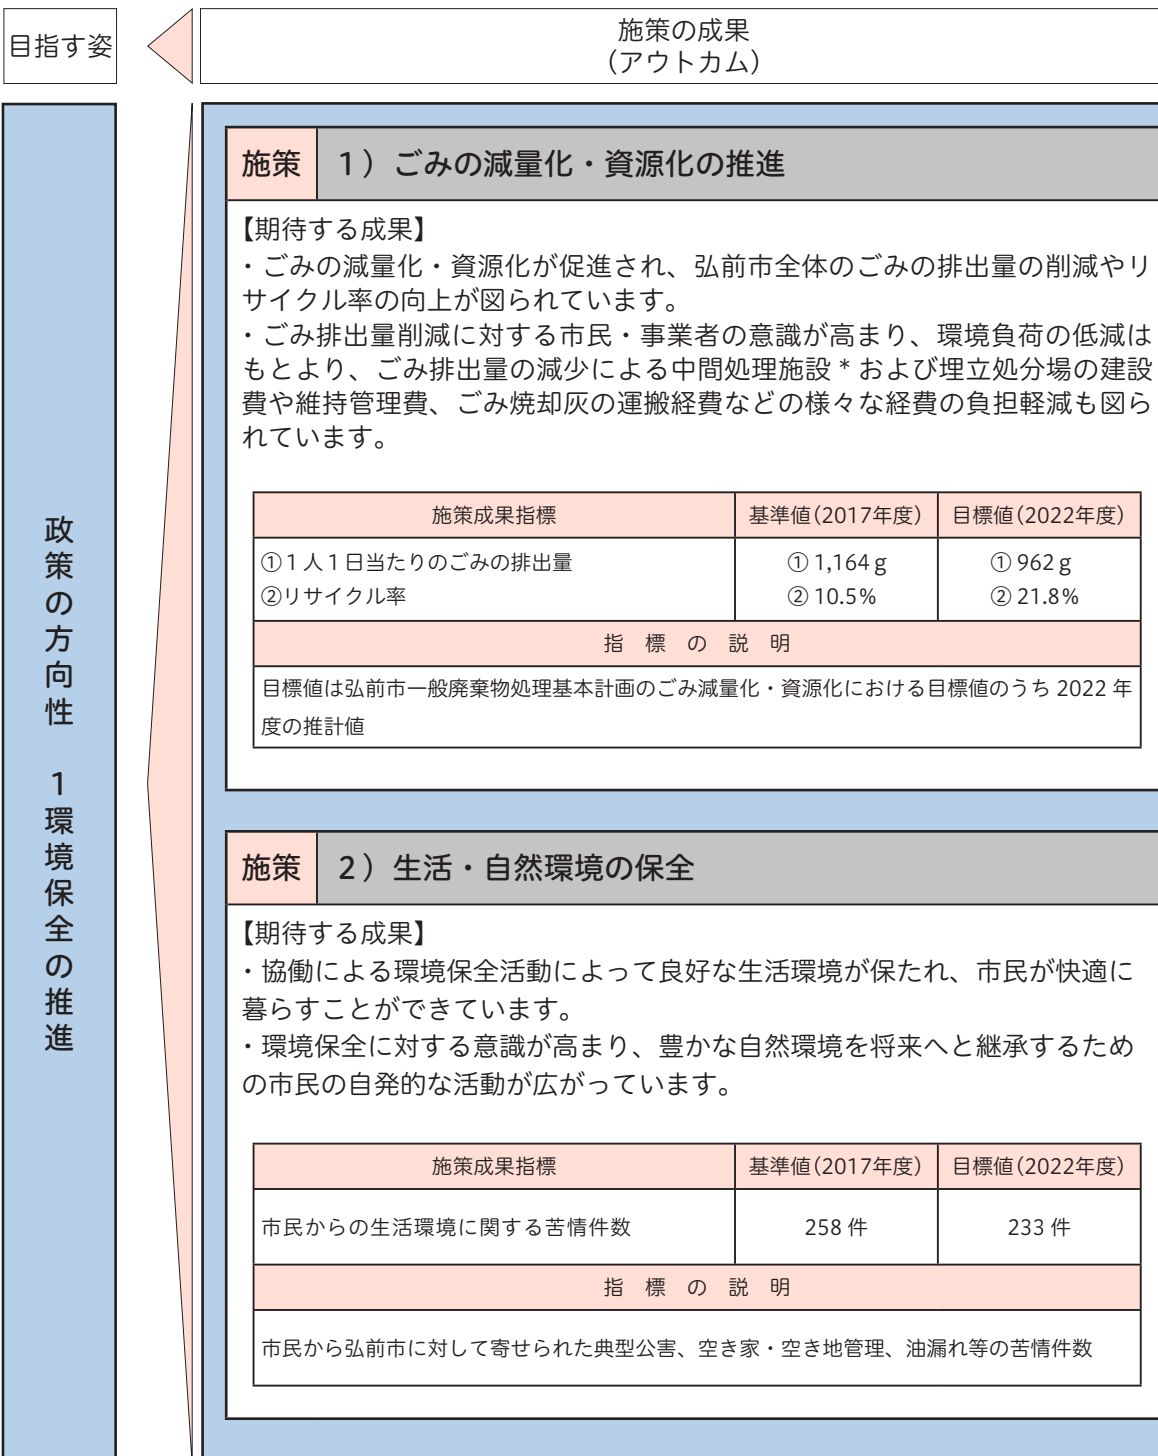 目指す姿
施策の成果
（アウトカム）
政策の方向性　1環境保全の推進
施策
1）ごみの減量化・資源化の推進
【期待する成果】
・ごみの減量化・資源化が促進され、弘前市全体のごみの排出量の削減やリ
サイクル率の向上が図られています。
・ごみ排出量削減に対する市民・事業者の意識が高まり、環境負荷の低減は
もとより、ごみ排出量の減少による中間処理施設＊および埋立処分場の建設
費や維持管理費、ごみ焼却灰の運搬経費などの様々な経費の負担軽減も図ら
れています。
施策成果指標　基準値（2017年度）　目標値（2022年度）
①1人1日当たりのごみの排出量　①1,164g　①962g
②リサイクル率　②10.5%　②21.8%
指　標　の　説　明
目標値は弘前市一般廃棄物処理基本計画のごみ減量化・資源化における目標値のうち 2022 年
度の推計値
施策
2）生活・自然環境の保全
【期待する成果】
・協働による環境保全活動によって良好な生活環境が保たれ、市民が快適に
暮らすことができています。
・環境保全に対する意識が高まり、豊かな自然環境を将来へと継承するため
の市民の自発的な活動が広がっています。
施策成果指標　基準値（2017年度）　目標値（2022年度）
市民からの生活環境に関する苦情件数　258 件　233 件
指　標　の　説　明
市民から弘前市に対して寄せられた典型公害、空き家・空き地管理、油漏れ等の苦情件数